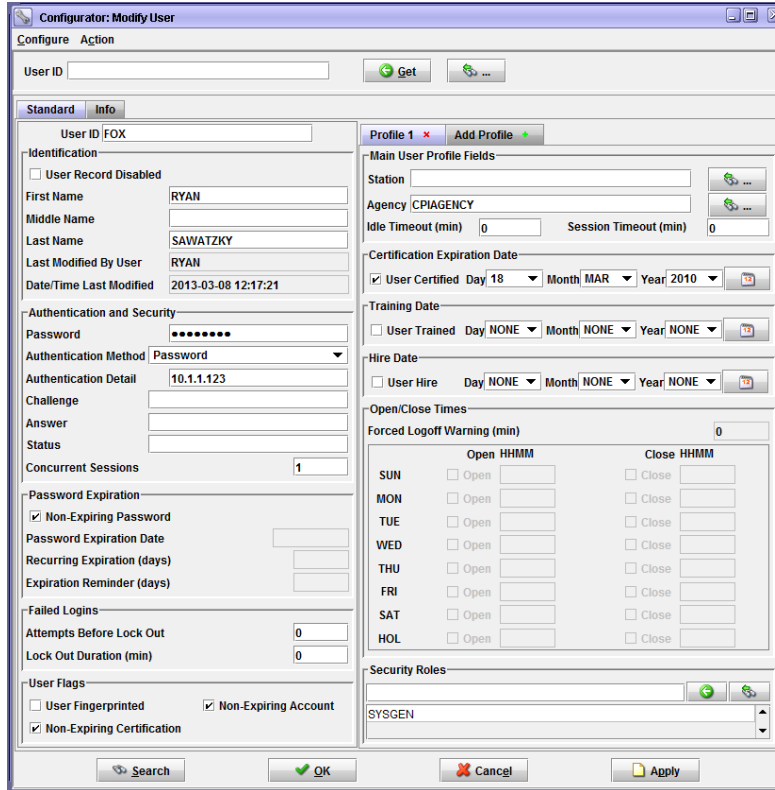 Configurator: Modify User
Configure Action
User ID Get ...
Standard Info
User ID FOX
Identification
User Record Disabled
First Name RYAN
Middle Name
Last Name SAWATZKY
Last Modified By User RYAN
Date/Time Last Modified 2013-03-08 12:17:21
Authentication and Security
Password ●●●●●●●●
Authentication Method Password
Authentication Detail 10.1.1.123
Challenge
Answer
Status
Concurrent Sessions 1
Password Expiration
Non-Expiring Password
Password Expiration Date
Recurring Expiration (days)
Expiration Reminder (days)
Failed Logins
Attempts Before Lock Out 0
Lock Out Duration (min) 0
User Flags
User Fingerprinted Non-Expiring Account
Non-Expiring Certification
Profile 1 Add Profile
Main User Profile Fields
Station ...
Agency CPIAGENCY ...
Idle Timeout (min) 0 Session Timeout (min) 0
Certification Expiration Date
User Certified Day 18 Month MAR Year 2010 12
Training Date
User Trained Day NONE Month NONE Year NONE 12
Hire Date
User Hire Day NONE Month NONE Year NONE 12
Open/Close Times
Forced Logoff Warning (min) 0
Open HHMM Close HHMM
SUN Open Close
MON Open Close
TUE Open Close
WED Open Close
THU Open Close
FRI Open Close
SAT Open Close
HOL Open Close
Security Roles
SYSGEN
Search OK Cancel Apply